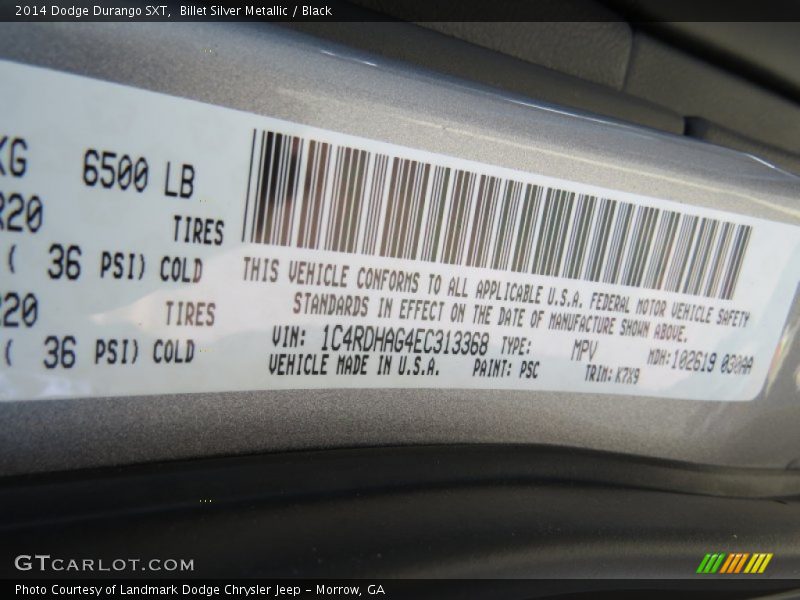 2014 Dodge Durango SXT,  Billet Silver Metallic / Black
KG 6500 LB
R20 TIRES
( 36 PSI) COLD
R20 TIRES
( 36 PSI) COLD
THIS VEHICLE CONFORMS TO ALL APPLICABLE U.S.A. FEDERAL MOTOR VEHICLE SAFETY
STANDARDS IN EFFECT ON THE DATE OF MANUFACTURE SHOWN ABOVE.
VIN: 1C4RDHAG4EC313368 TYPE: MPV MDH:102619 030AA
VEHICLE MADE IN U.S.A. PAINT: PSC TRIM: K7X9
GTCARLOT.COM
Photo Courtesy of Landmark Dodge Chrysler Jeep - Morrow, GA